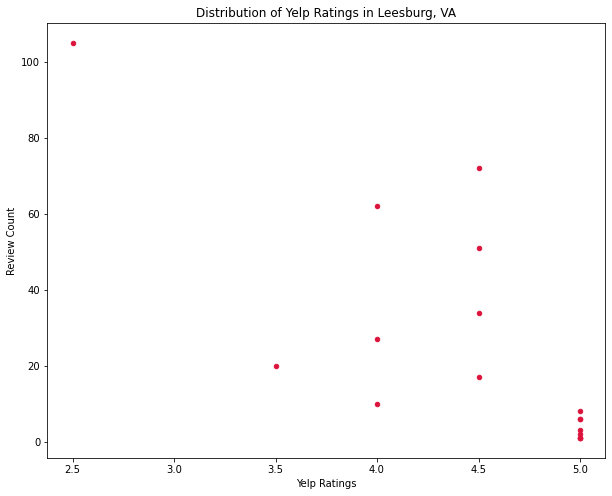 Distribution of Yelp Ratings in Leesburg, VA
100
80
60
40
20
0
Review Count
2.5 3.0 3.5 4.0 4.5 5.0
Yelp Ratings